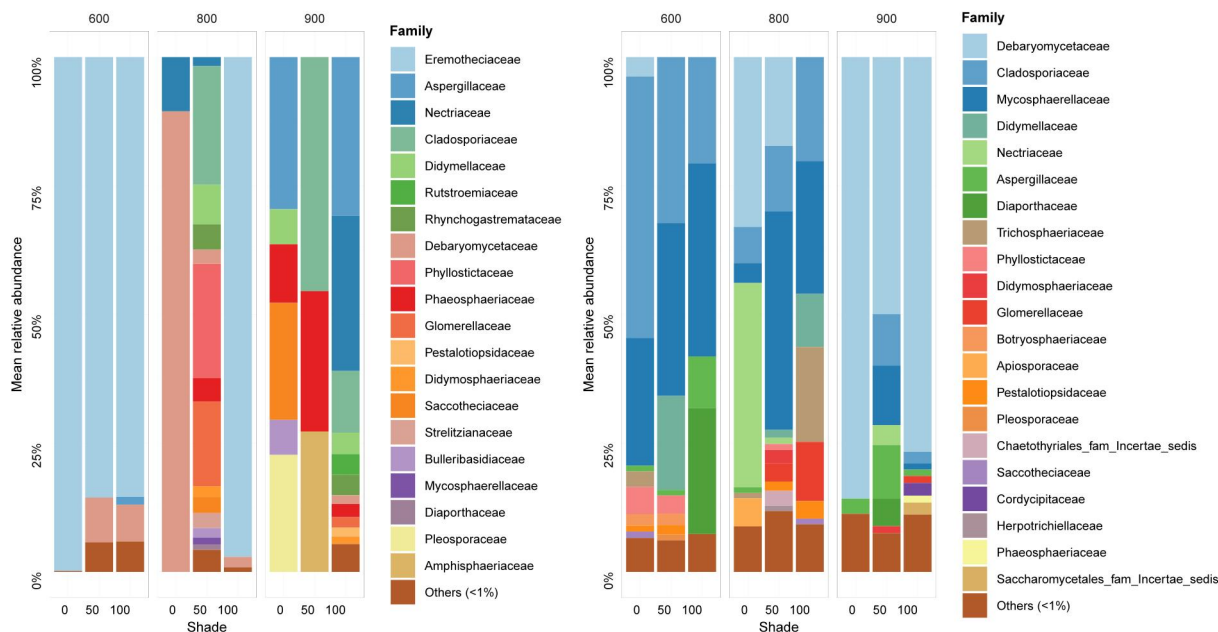 600 800 900
Mean relative abundance
100%
75%
50%
25%
0%
0 50 100 0 50 100 0 50 100
Shade
Family
Eremotheciaceae
Aspergillaceae
Nectriaceae
Cladosporiaceae
Didymellaceae
Rutstroemiaceae
Rhynchogastremataceae
Debaryomycetaceae
Phyllostictaceae
Phaeosphaeriaceae
Glomerellaceae
Pestalotiopsidaceae
Didymosphaeriaceae
Saccotheciaceae
Strelitzianaceae
Bulleribasidiaceae
Mycosphaerellaceae
Diaporthaceae
Pleosporaceae
Amphisphaeriaceae
Others (<1%)
600 800 900
Mean relative abundance
100%
75%
50%
25%
0%
0 50 100 0 50 100 0 50 100
Shade
Family
Debaryomycetaceae
Cladosporiaceae
Mycosphaerellaceae
Didymellaceae
Nectriaceae
Aspergillaceae
Diaporthaceae
Trichosphaeriaceae
Phyllostictaceae
Didymosphaeriaceae
Glomerellaceae
Botryosphaeriaceae
Apiosporaceae
Pestalotiopsidaceae
Pleosporaceae
Chaetothyriales_fam_Incertae_sedis
Saccotheciaceae
Cordycipitaceae
Herpotrichiellaceae
Phaeosphaeriaceae
Saccharomycetales_fam_Incertae_sedis
Others (<1%)